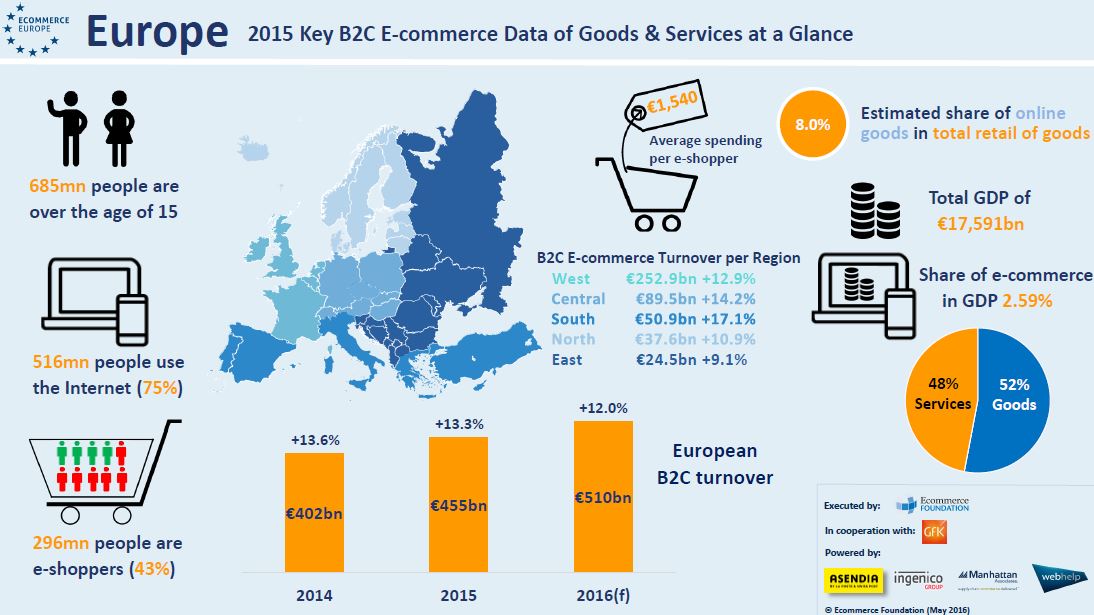 ECOMMERCE
EUROPE
Europe 2015 Key B2C E-commerce Data of Goods & Services at a Glance
685mn people are
over the age of 15
516mn people use
the Internet (75%)
296mn people are
e-shoppers (43%)
€1,540
Average spending
per e-shopper
8.0%
Estimated share of online
goods in total retail of goods
Total GDP of
€17,591bn
Share of e-commerce
in GDP 2.59%
48%
Services
52%
Goods
B2C E-commerce Turnover per Region
West €252.9bn +12.9%
Central €89.5bn +14.2%
South €50.9bn +17.1%
North €37.6bn +10.9%
East €24.5bn +9.1%
+13.6%
+13.3%
+12.0%
€402bn
€455bn
€510bn
2014
2015
2016(f)
European
B2C turnover
Executed by:
Ecommerce
FOUNDATION
In cooperation with:
GfK
Powered by:
ASENDIA
BY LA POSTE & SWISS POST
ingenico
GROUP
Manhattan
Associates
webhelp
© Ecommerce Foundation (May 2016)